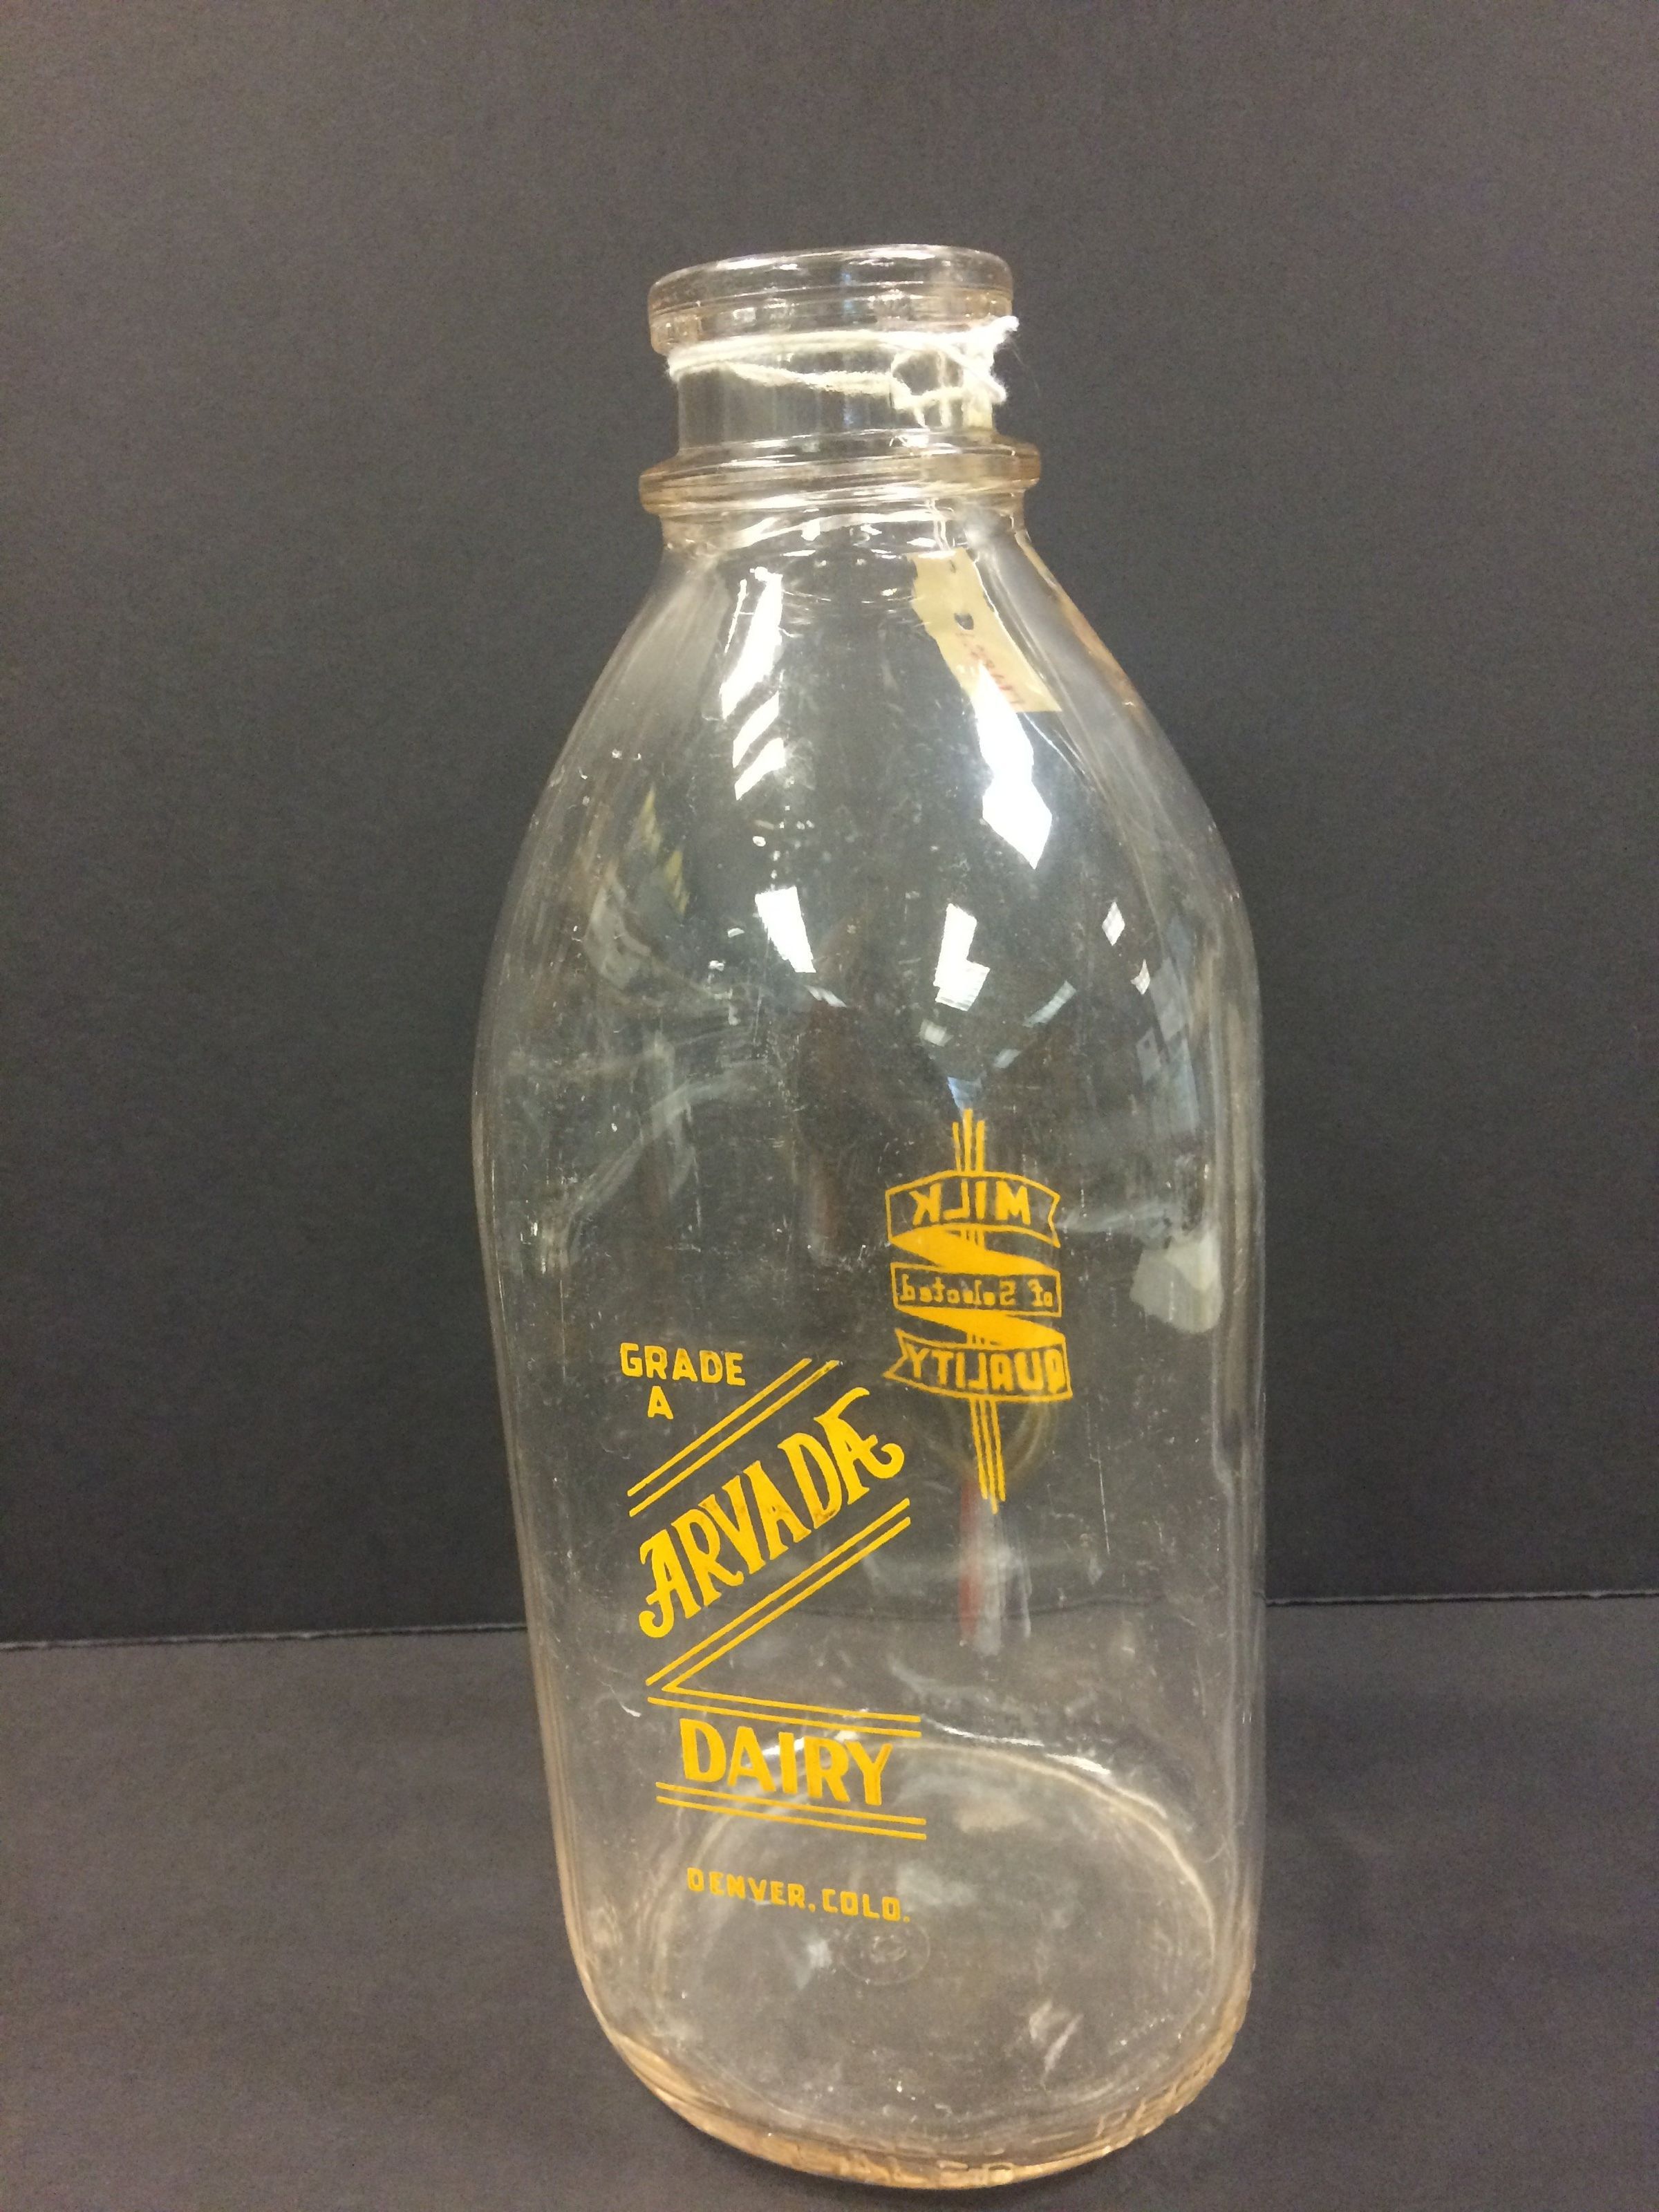 GRADE
A
ARVADA
DAIRY
DENVER, COLO.
MILK
of Selected
QUALITY